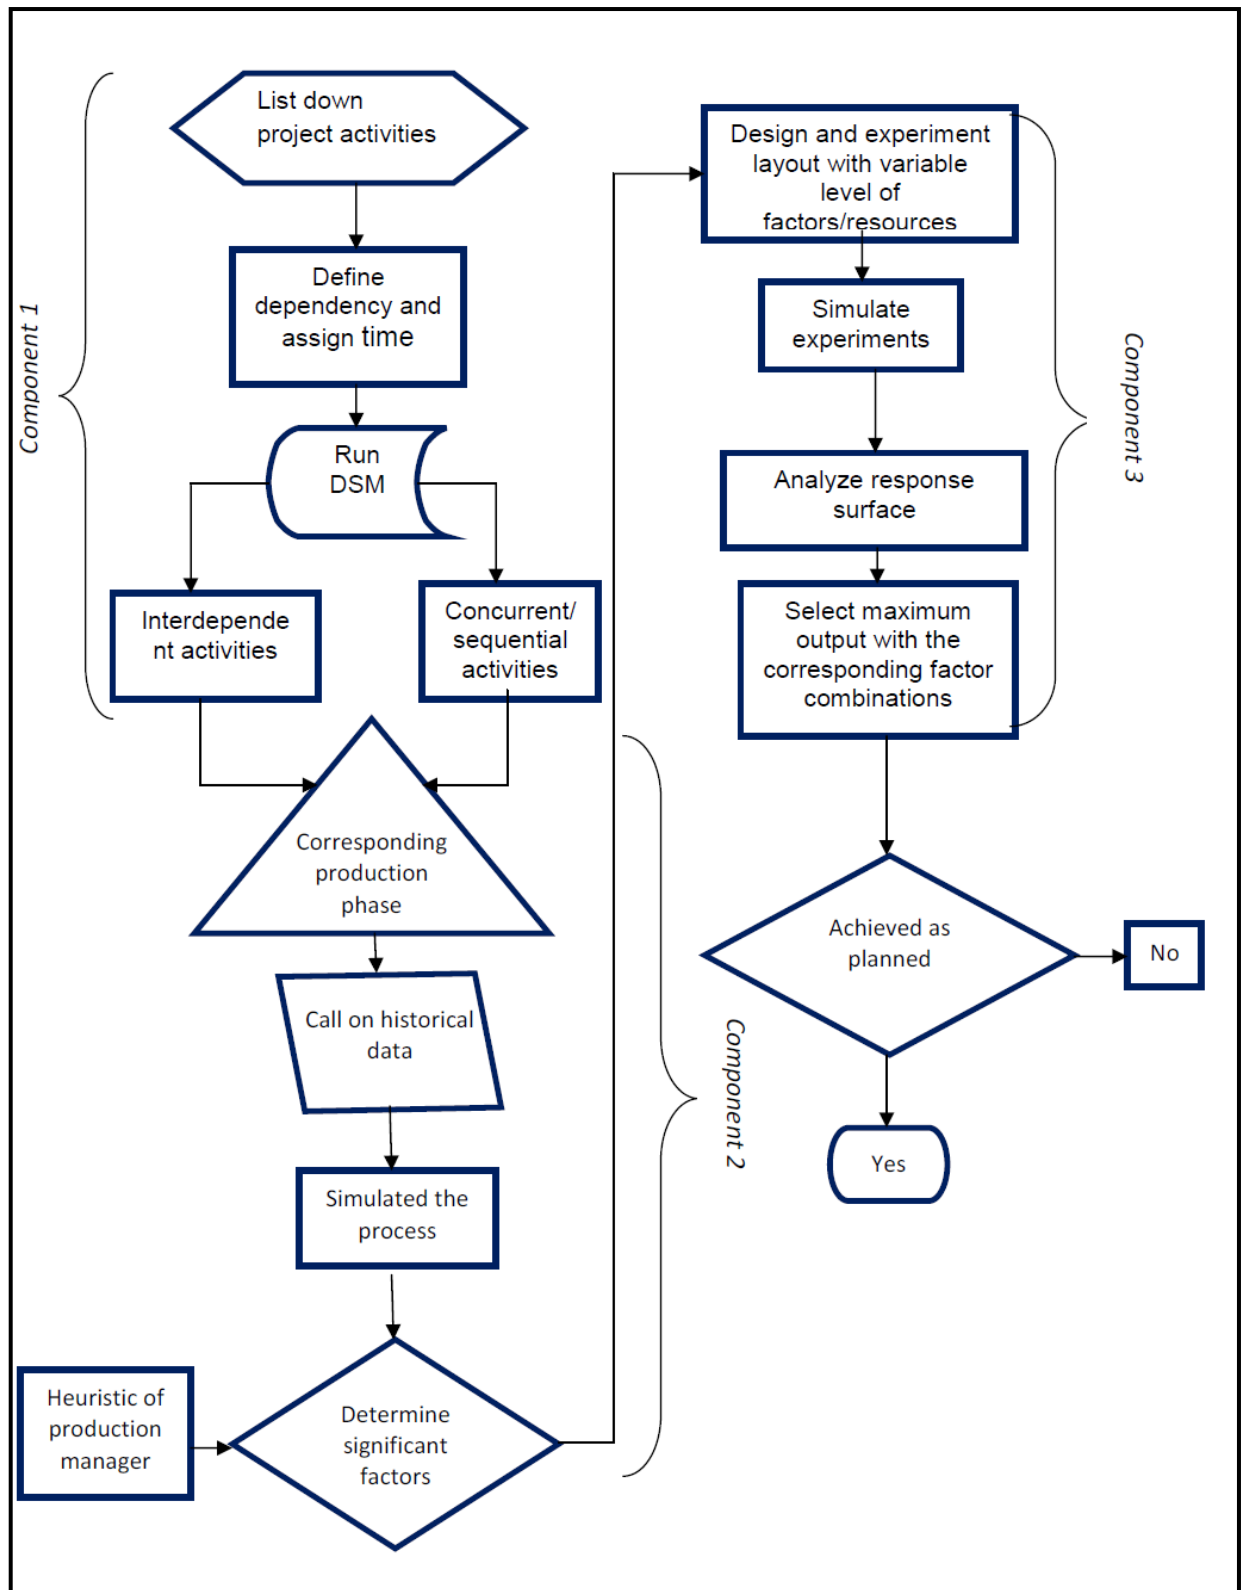 List down
project activities
Define
dependency and
assign time
Run
DSM
Interdepende
nt activities
Concurrent/
sequential
activities
Component 1
Corresponding
production
phase
Call on historical
data
Simulated the
process
Heuristic of
production
manager
Determine
significant
factors
Component 2
Design and experiment
layout with variable
level of
factors/resources
Simulate
experiments
Analyze response
surface
Select maximum
output with the
corresponding factor
combinations
Component 3
Achieved as
planned
No
Yes